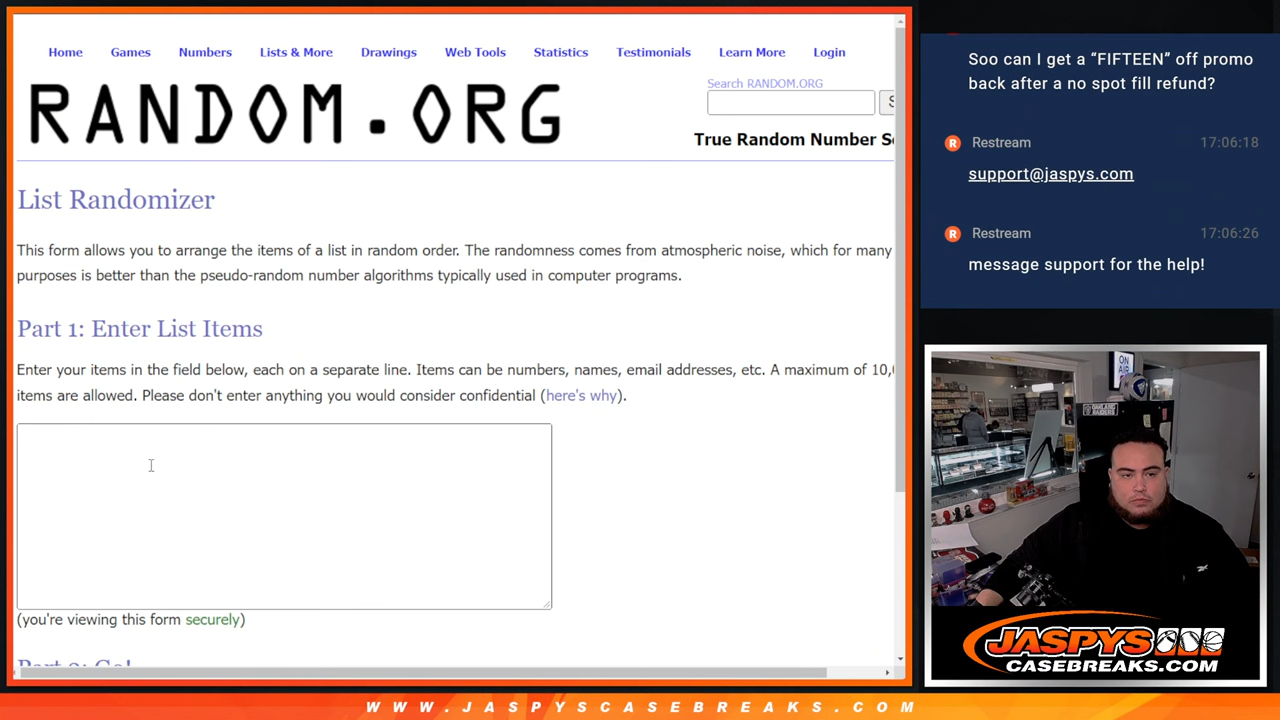 Home Games Numbers Lists & More Drawings Web Tools Statistics Testimonials Learn More Login
RANDOM.ORG
Search RANDOM.ORG
True Random Number
List Randomizer
This form allows you to arrange the items of a list in random order. The randomness comes from atmospheric noise, which for many
purposes is better than the pseudo-random number algorithms typically used in computer programs.
Part 1: Enter List Items
Enter your items in the field below, each on a separate line. Items can be numbers, names, email addresses, etc. A maximum of 10,
items are allowed. Please don't enter anything you would consider confidential (here's why).
(you're viewing this form securely)
Part 2: Go!
Soo can I get a “FIFTEEN” off promo
back after a no spot fill refund?
R Restream 17:06:18
support@jaspys.com
R Restream 17:06:26
message support for the help!
ON
AIR
OAKLAND
RAIDERS
JASPYS
CASEBREAKS.COM
WWW.JASPYSCASEBREAKS.COM